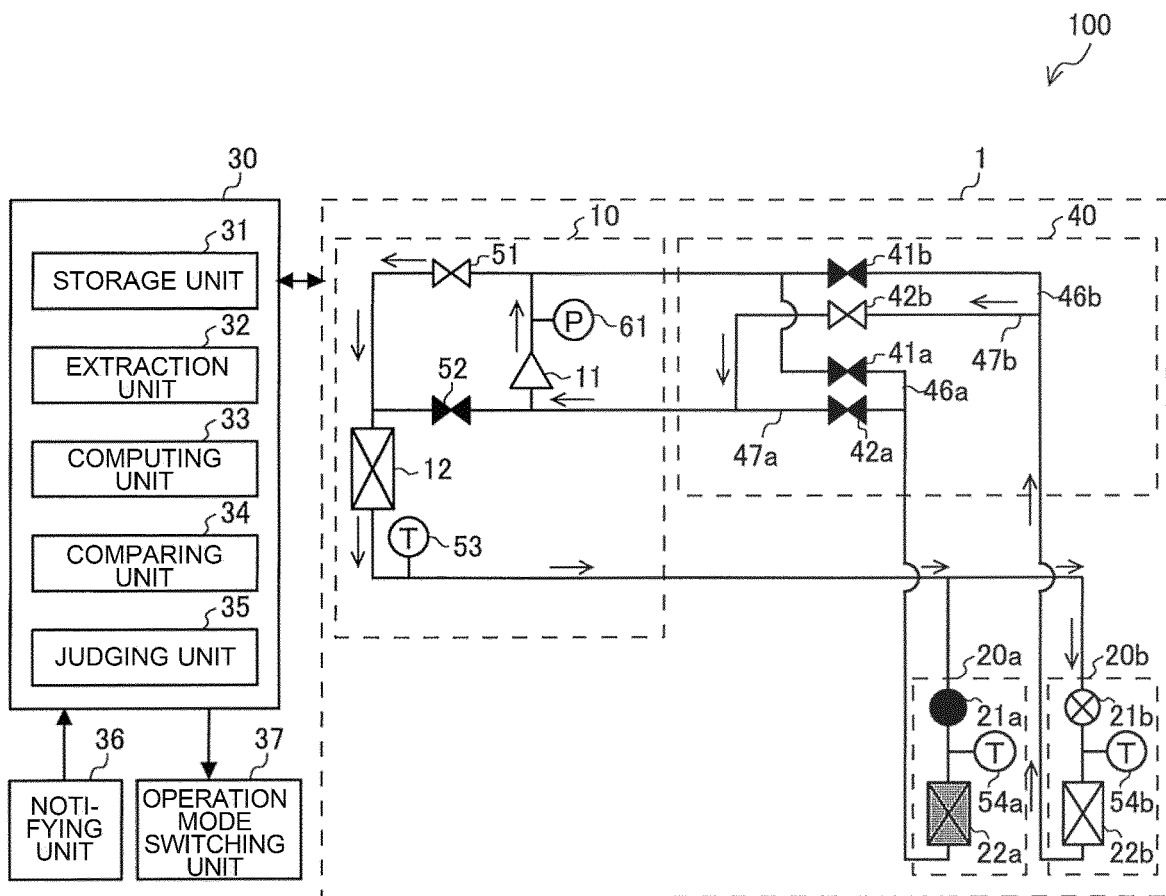 100
30
1
31
STORAGE UNIT
10
40
51
41b
42b
46b
P
61
47b
32
EXTRACTION
UNIT
11
52
41a
46a
33
COMPUTING
UNIT
12
47a
42a
34
COMPARING
UNIT
T
53
35
JUDGING UNIT
20a
20b
21a
21b
T
T
54a
54b
22a
22b
36
NOTI-
FYING
UNIT
37
OPERATION
MODE
SWITCHING
UNIT